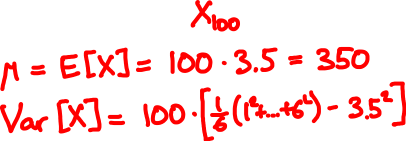 X₁₀₀
μ = E[X] = 100 · 3.5 = 350
Var[X] = 100 · [1/6(1²+...+6²) - 3.5²]